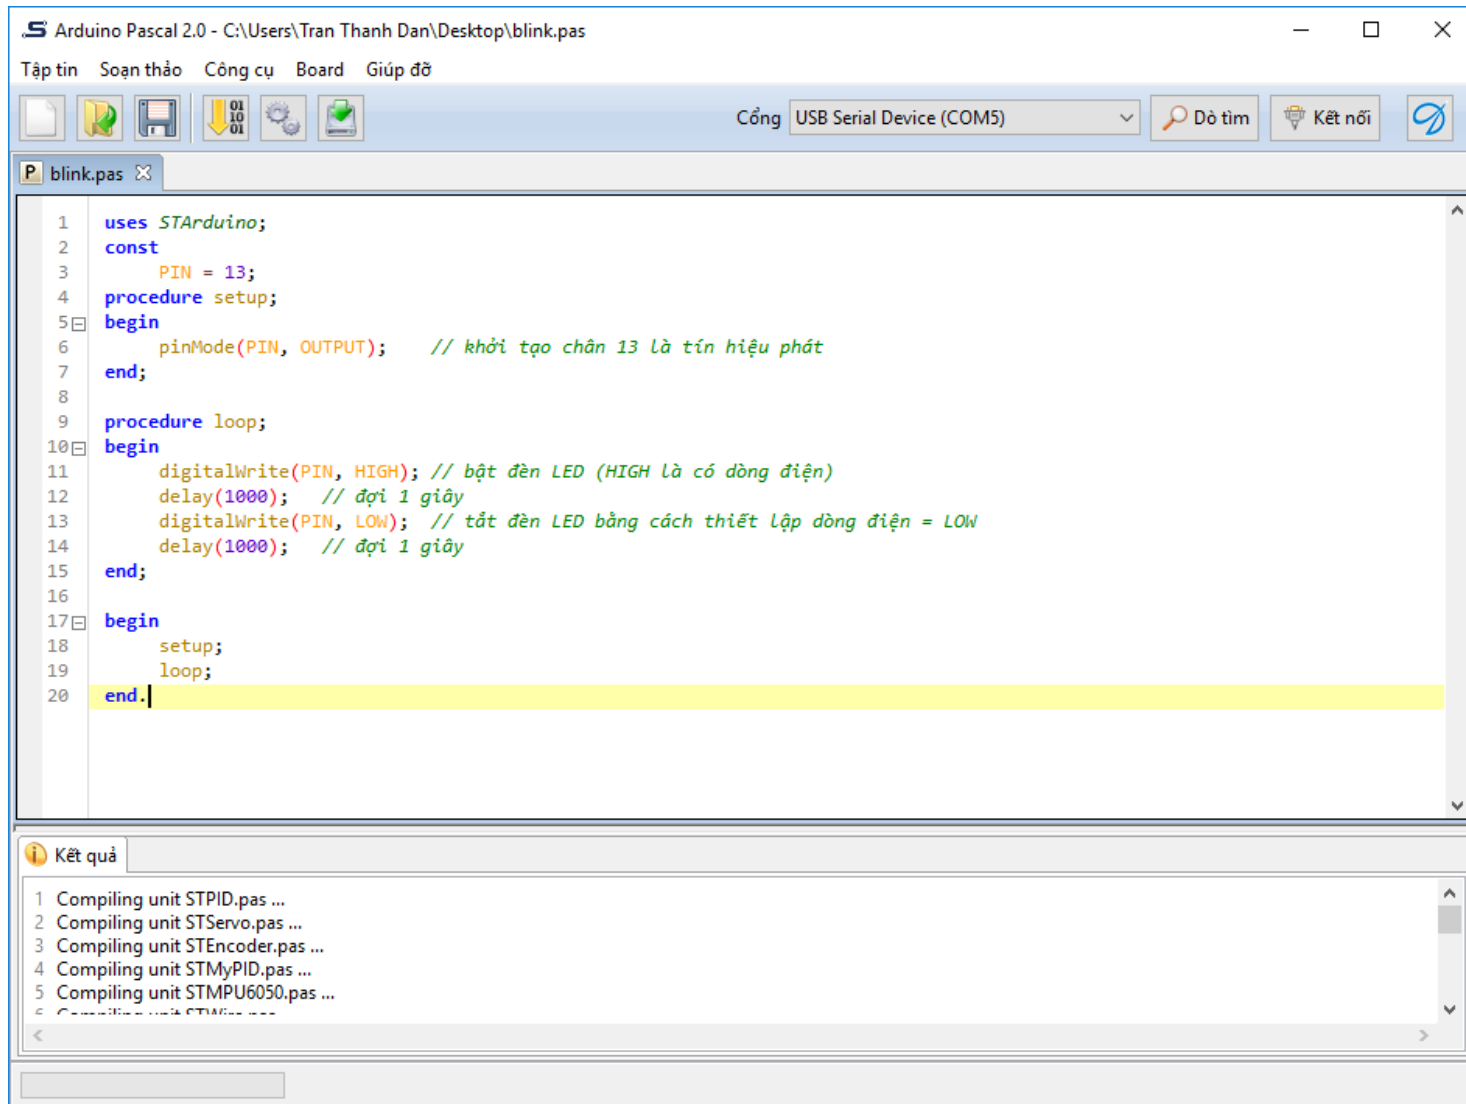 Arduino Pascal 2.0 - C:\Users\Tran Thanh Dan\Desktop\blink.pas
Tập tin Soạn thảo Công cụ Board Giúp đỡ
01
10
01
Cổng USB Serial Device (COM5) Dò tìm Kết nối
P blink.pas
1 uses STArduino;
2 const
3 PIN = 13;
4 procedure setup;
5 begin
6 pinMode(PIN, OUTPUT); // khởi tạo chân 13 là tín hiệu phát
7 end;
8
9 procedure loop;
10 begin
11 digitalWrite(PIN, HIGH); // bật đèn LED (HIGH là có dòng điện)
12 delay(1000); // đợi 1 giây
13 digitalWrite(PIN, LOW); // tắt đèn LED bằng cách thiết lập dòng điện = LOW
14 delay(1000); // đợi 1 giây
15 end;
16
17 begin
18 setup;
19 loop;
20 end.
Kết quả
1 Compiling unit STPID.pas ...
2 Compiling unit STServo.pas ...
3 Compiling unit STEncoder.pas ...
4 Compiling unit STMyPID.pas ...
5 Compiling unit STMPU6050.pas ...